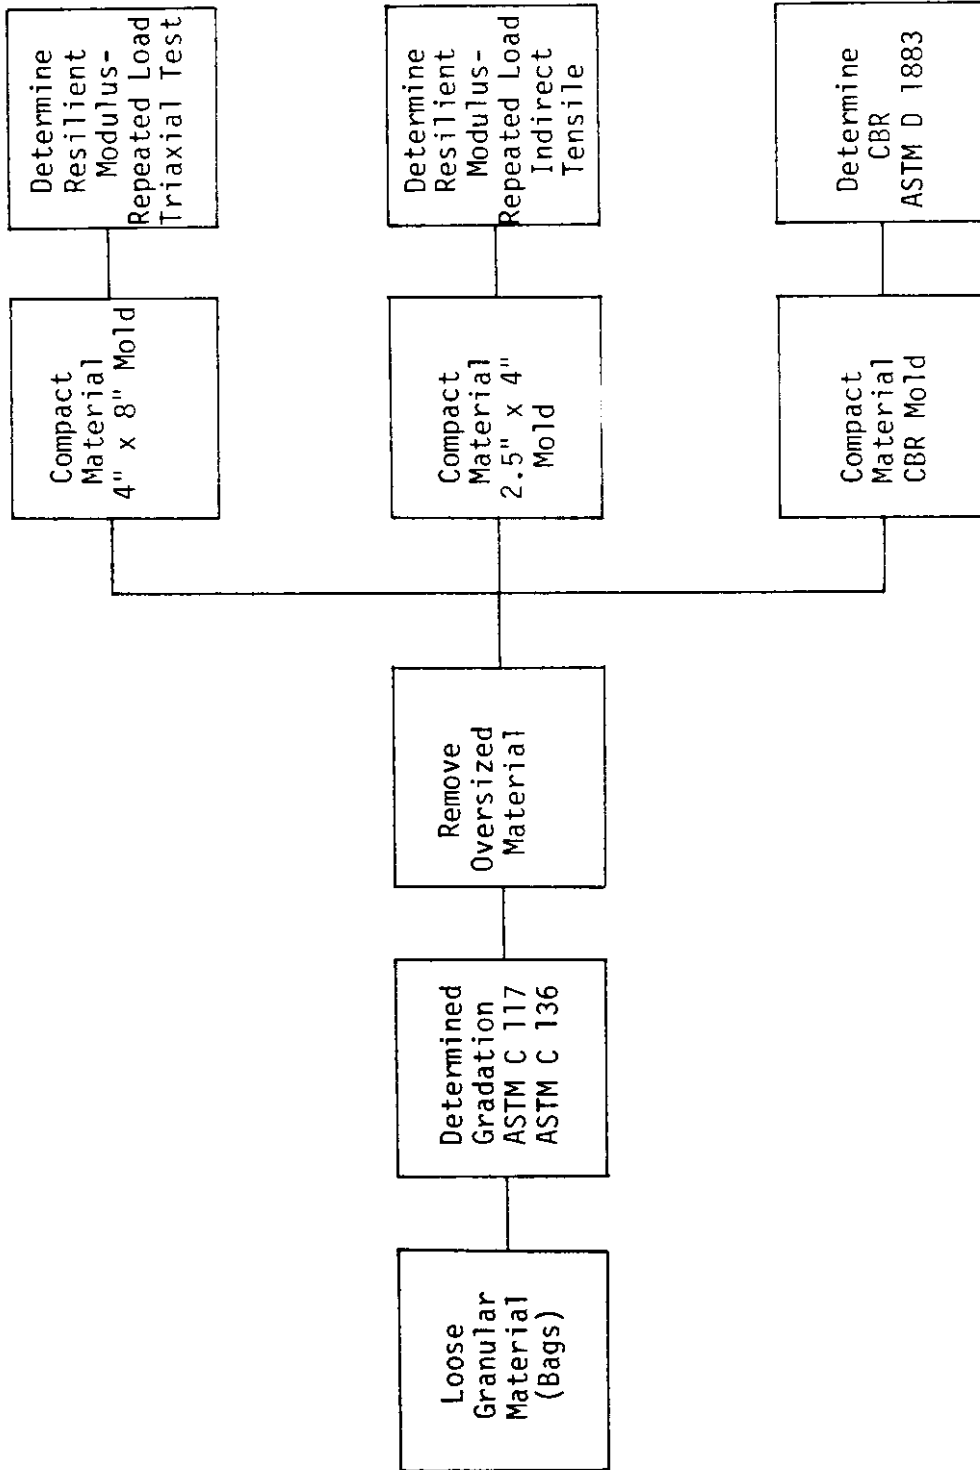 Loose
Granular
Material
(Bags)
Determined
Gradation
ASTM C 117
ASTM C 136
Remove
Oversized
Material
Compact
Material
4" x 8" Mold
Determine
Resilient
Modulus-
Repeated Load
Triaxial Test
Compact
Material
2.5" x 4"
Mold
Determine
Resilient
Modulus-
Repeated Load
Indirect
Tensile
Compact
Material
CBR Mold
Determine
CBR
ASTM D 1883